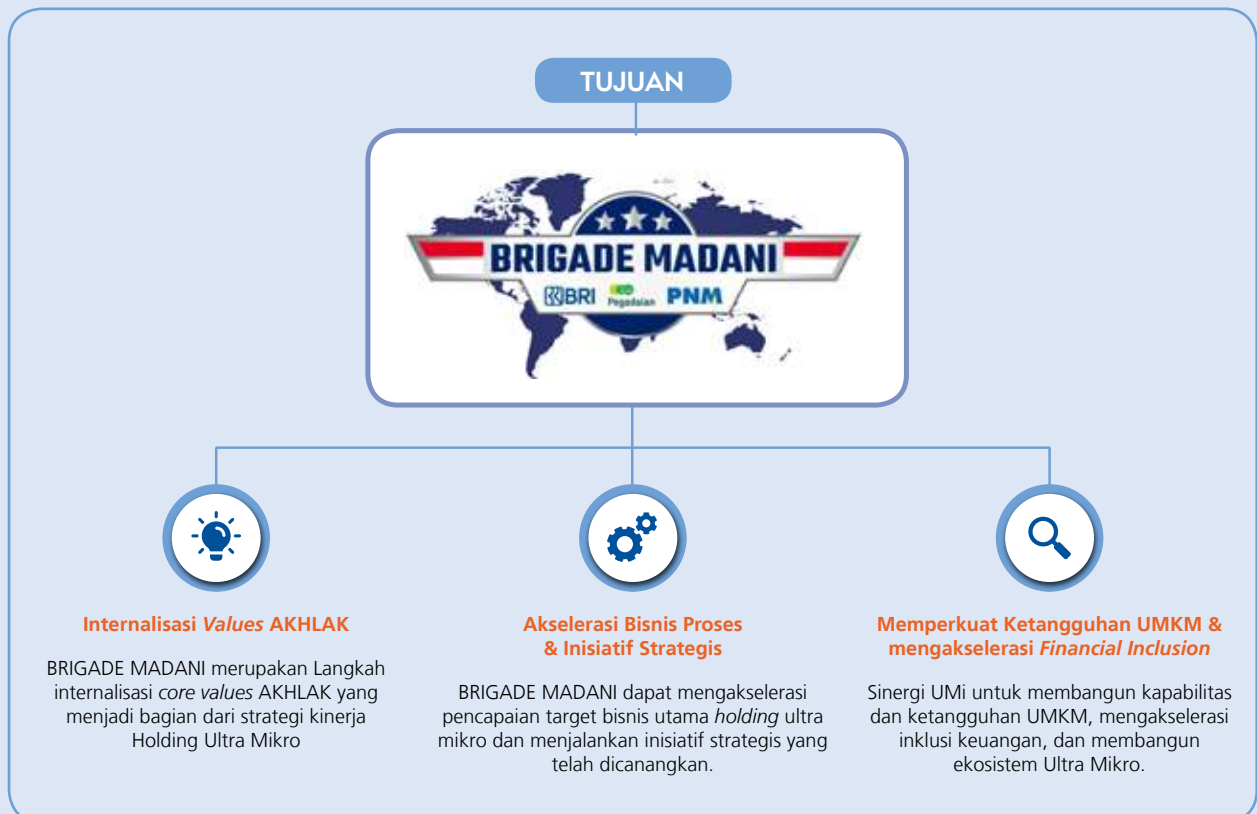 TUJUAN
BRIGADE MADANI
BRI Pegadaian PNM
Internalisasi Values AKHLAK
BRIGADE MADANI merupakan Langkah
internalisasi core values AKHLAK yang
menjadi bagian dari strategi kinerja
Holding Ultra Mikro
Akselerasi Bisnis Proses
& Inisiatif Strategis
BRIGADE MADANI dapat mengakselerasi
pencapaian target bisnis utama holding ultra
mikro dan menjalankan inisiatif strategis yang
telah dicanangkan.
Memperkuat Ketangguhan UMKM &
mengakselerasi Financial Inclusion
Sinergi UMi untuk membangun kapabilitas
dan ketangguhan UMKM, mengakselerasi
inklusi keuangan, dan membangun
ekosistem Ultra Mikro.